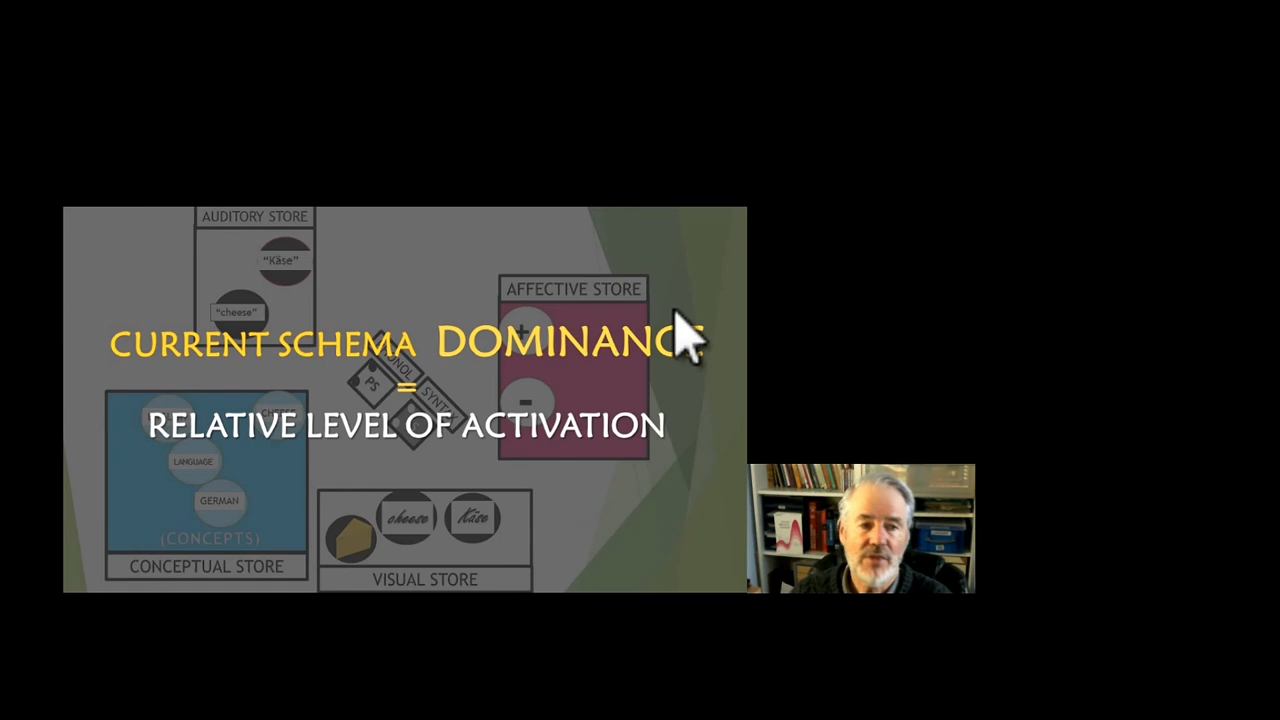 AUDITORY STORE
"Käse"
"cheese"
AFFECTIVE STORE
+
CURRENT SCHEMA DOMINANCE
=
PS
-
RELATIVE LEVEL OF ACTIVATION
LANGUAGE
GERMAN
(CONCEPTS)
CONCEPTUAL STORE
cheese
Käse
VISUAL STORE